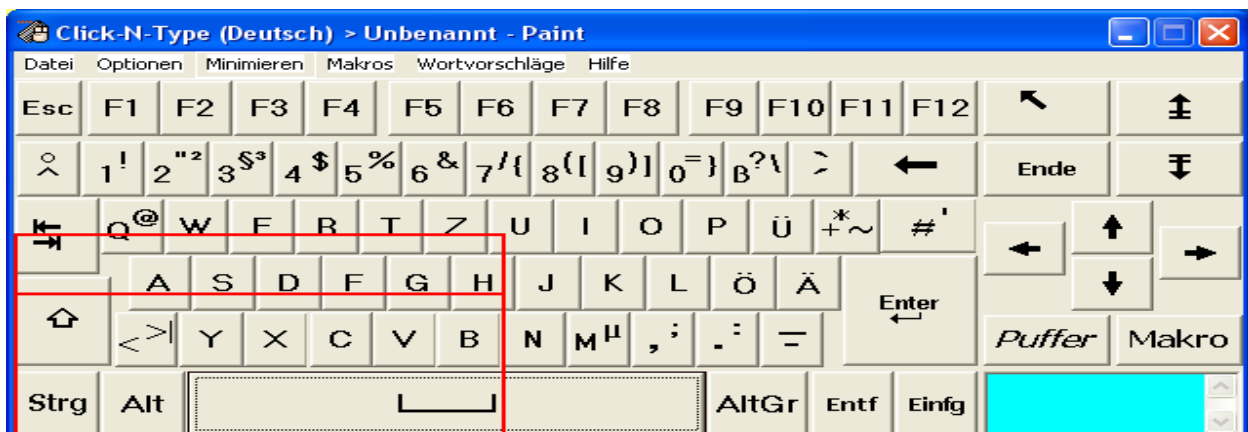 Click-N-Type (Deutsch) > Unbenannt - Paint
Datei Optionen Minimieren Makros Wortvorschläge Hilfe
Esc F1 F2 F3 F4 F5 F6 F7 F8 F9 F10 F11 F12
1! 2"² 3§³ 4$ 5% 6& 7/{ 8([ 9)] 0=} ß?\ Ende
Q@ W E R T Z U I O P Ü +*~ #'
A S D F G H J K L Ö Ä Enter
<>| Y X C V B N Mµ ,; .: - _ Puffer Makro
Strg Alt AltGr Entf Einfg